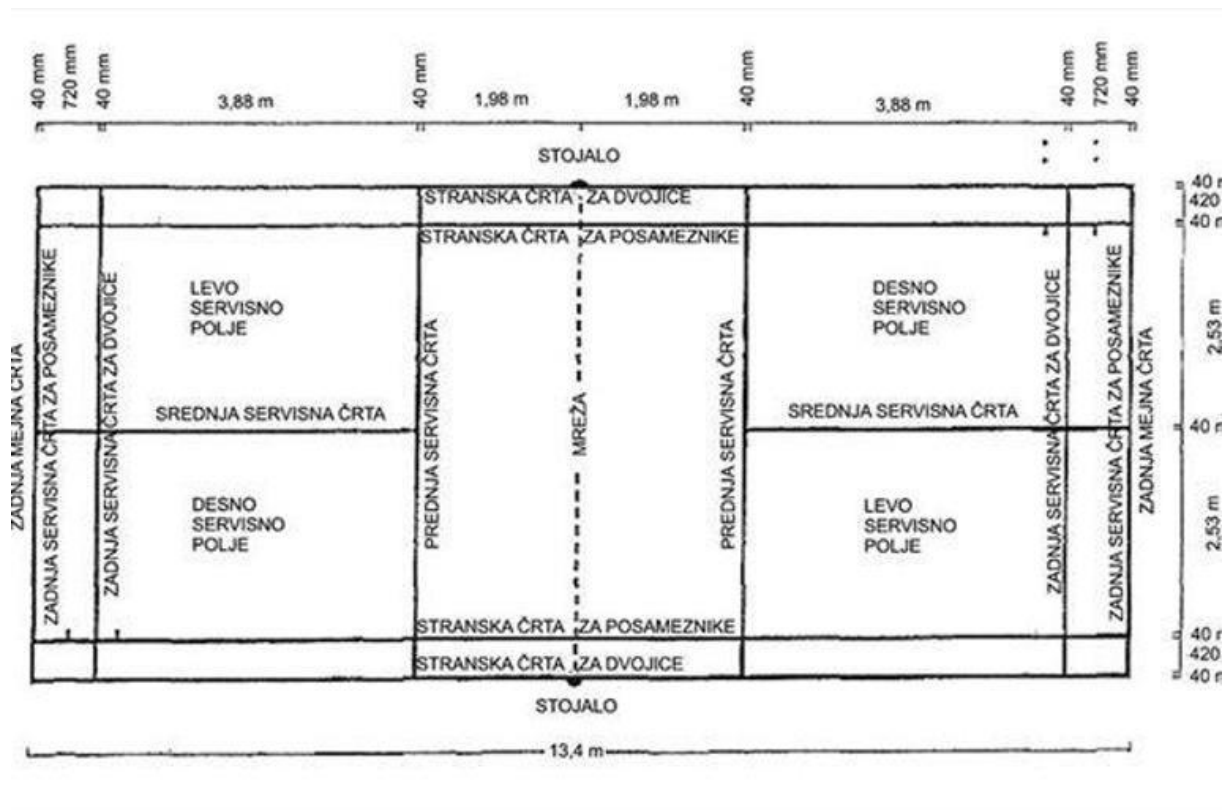 40 mm
720 mm
40 mm
3,88 m
40 mm
1,98 m
1,98 m
40 mm
3,88 m
40 mm
720 mm
40 mm
STOJALO
STRANSKA ČRTA ZA DVOJICE
STRANSKA ČRTA ZA POSAMEZNIKE
40 m
420
40 m
2,53 m
40 m
2,53 m
40 m
420
40 m
ZADNJA MEJNA ČRTA
ZADNJA SERVISNA ČRTA ZA POSAMEZNIKE
ZADNJA SERVISNA ČRTA ZA DVOJICE
LEVO
SERVISNO
POLJE
SREDNJA SERVISNA ČRTA
DESNO
SERVISNO
POLJE
PREDNJA SERVISNA ČRTA
MREŽA
PREDNJA SERVISNA ČRTA
DESNO
SERVISNO
POLJE
SREDNJA SERVISNA ČRTA
LEVO
SERVISNO
POLJE
ZADNJA SERVISNA ČRTA ZA DVOJICE
ZADNJA SERVISNA ČRTA ZA POSAMEZNIKE
ZADNJA MEJNA ČRTA
STRANSKA ČRTA ZA POSAMEZNIKE
STRANSKA ČRTA ZA DVOJICE
STOJALO
13,4 m